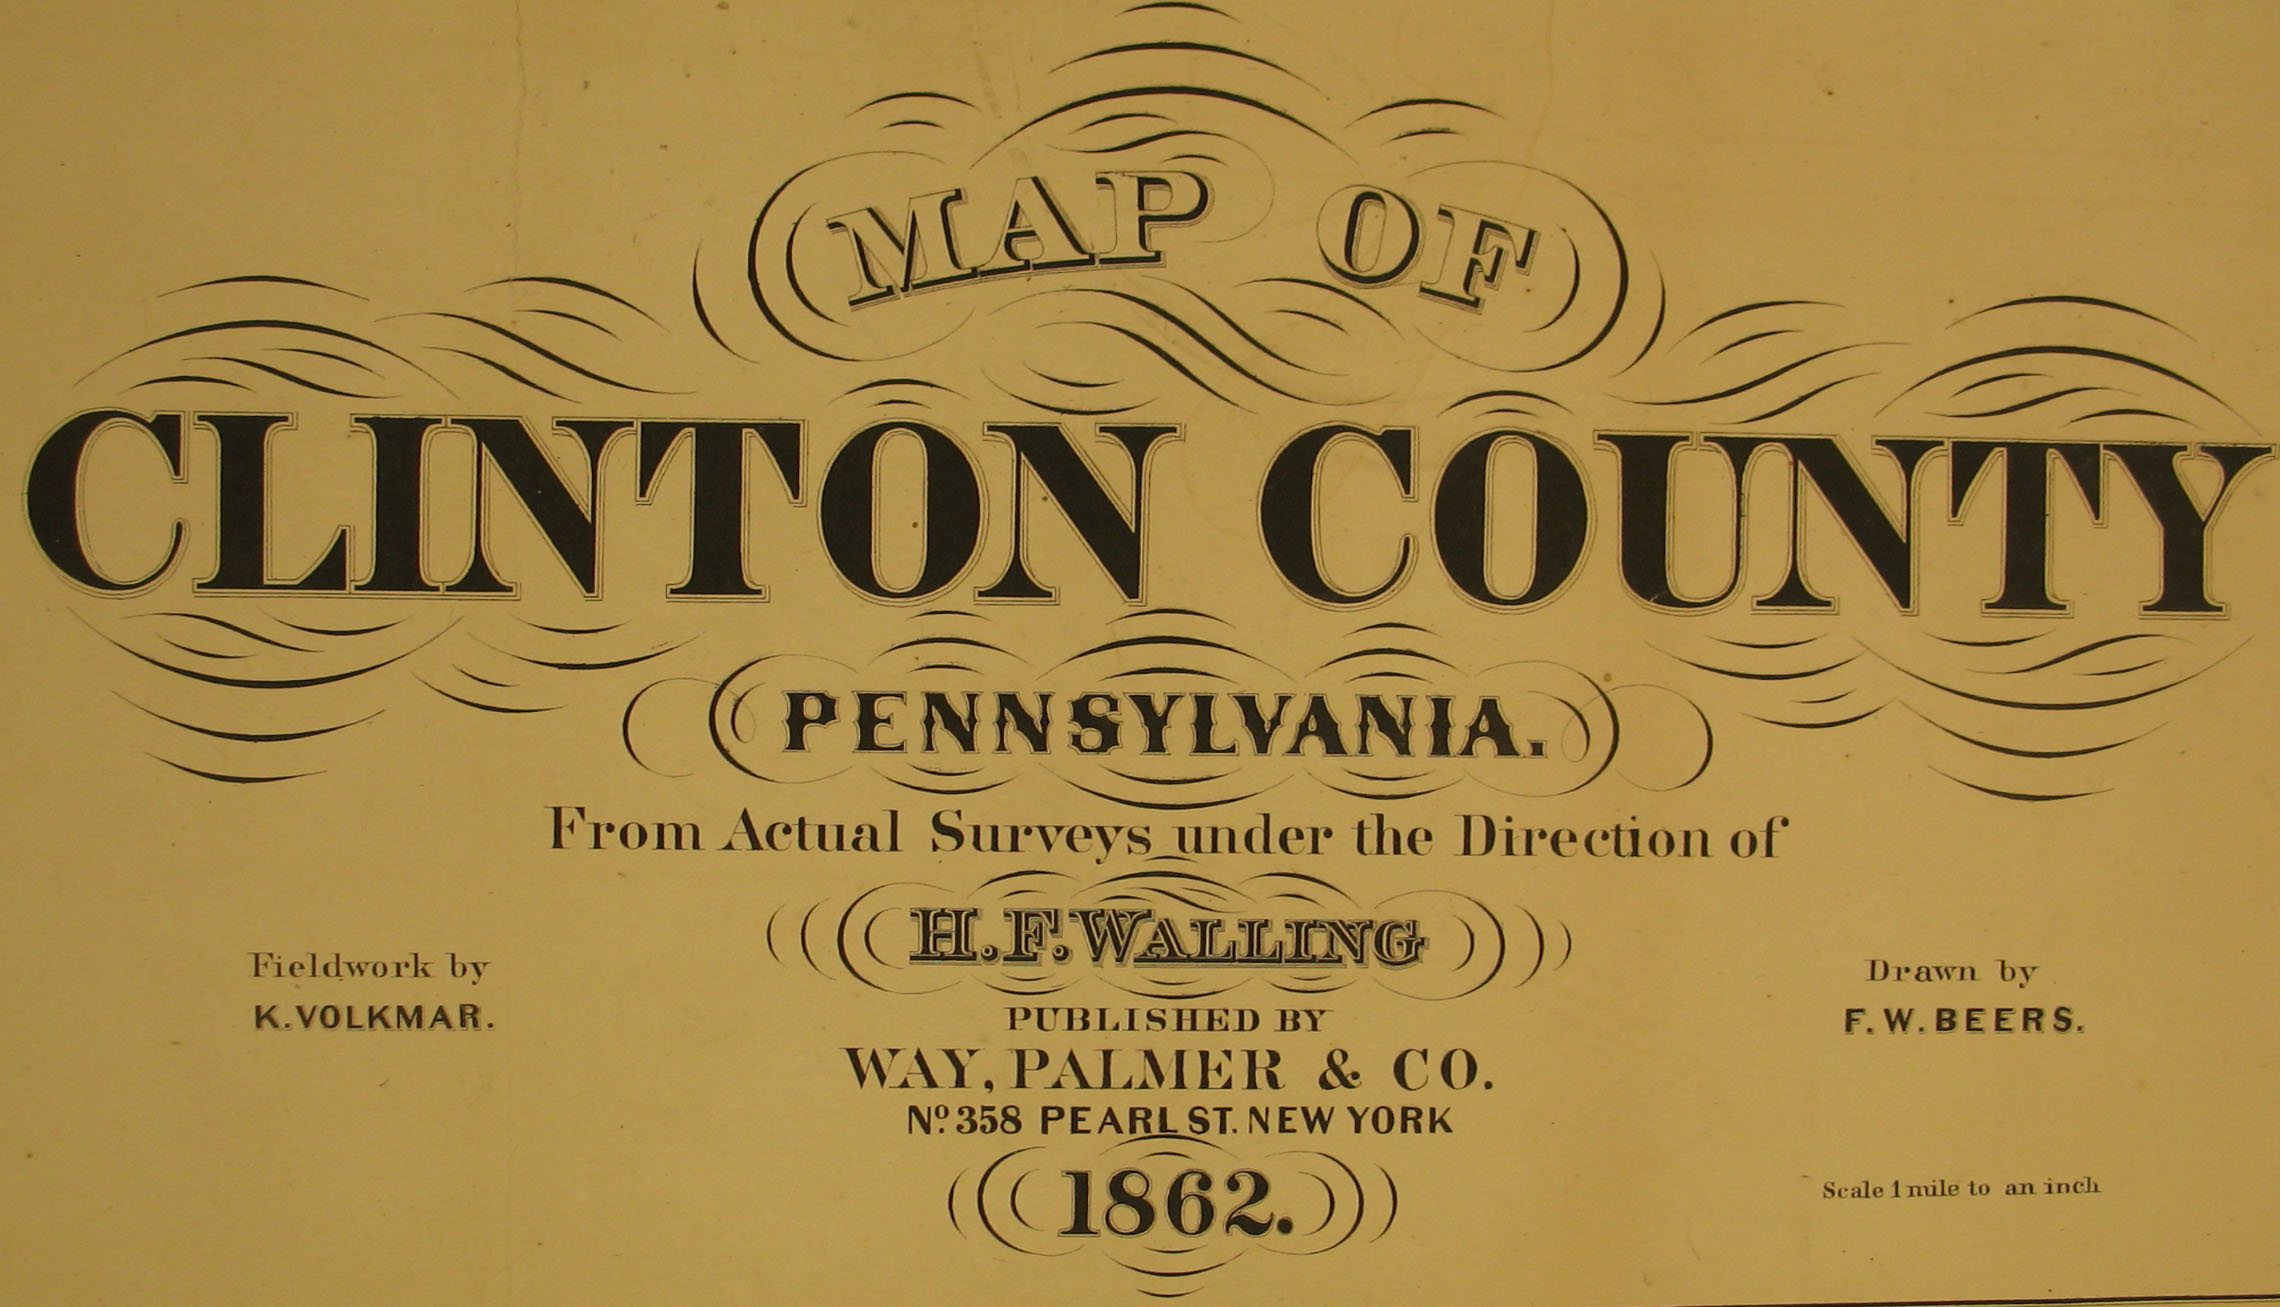 MAP OF
CLINTON COUNTY
PENNSYLVANIA.
From Actual Surveys under the Direction of
H.F. WALLING
Fieldwork by
K. VOLKMAR.
Drawn by
F. W. BEERS.
PUBLISHED BY
WAY, PALMER & CO.
No. 358 PEARL ST. NEW YORK
1862.
Scale 1 mile to an inch